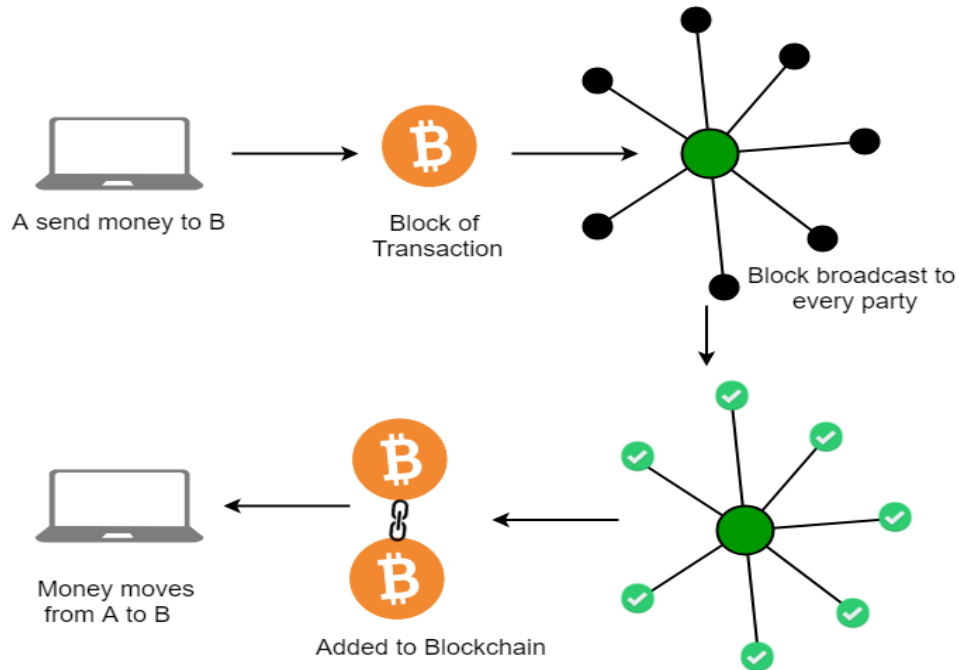 A send money to B
Block of
Transaction
Block broadcast to
every party
Money moves
from A to B
Added to Blockchain